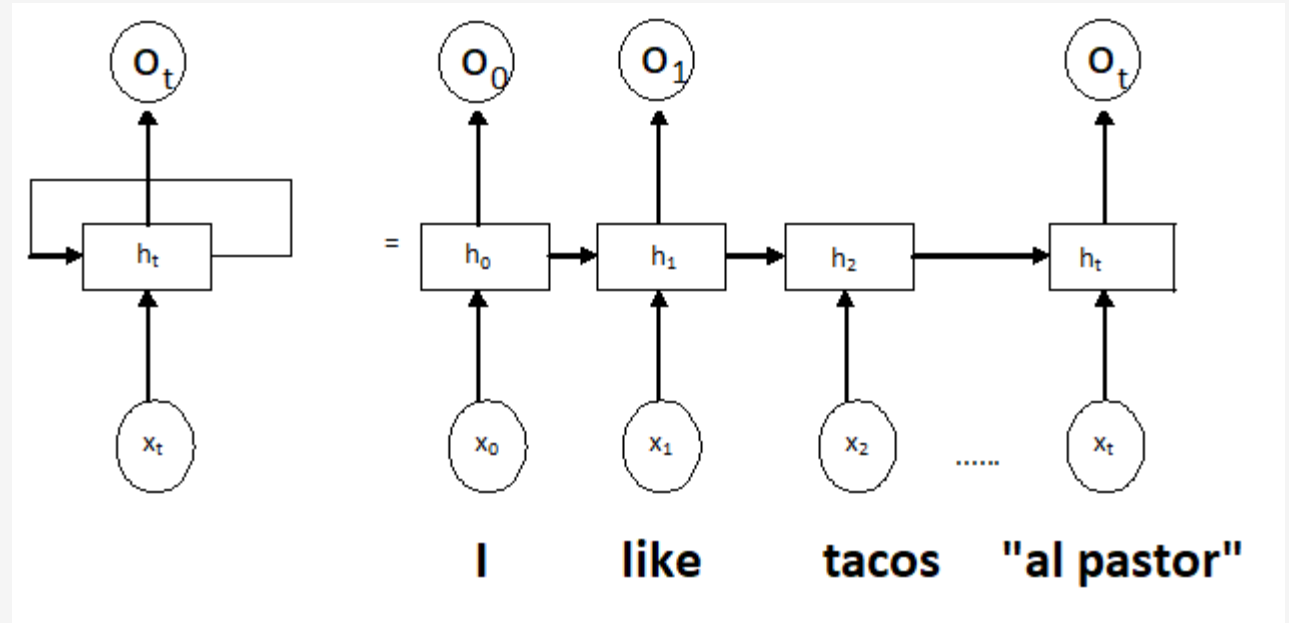 Oₜ O₀ O₁ Oₜ
hₜ = h₀ h₁ h₂ hₜ
xₜ x₀ x₁ x₂ ...... xₜ
I like tacos "al pastor"